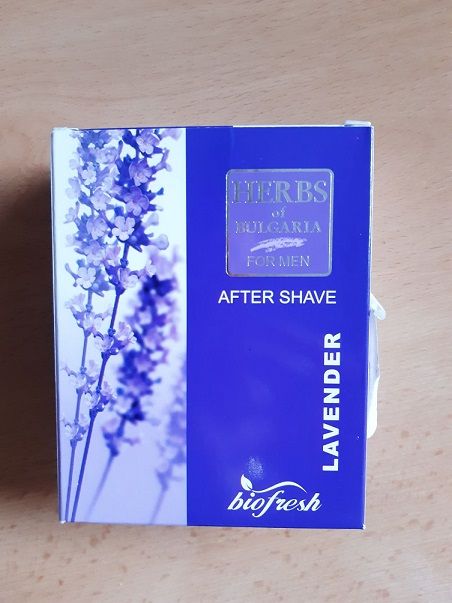 HERBS
of
BULGARIA
FOR MEN
AFTER SHAVE
LAVENDER
biofresh